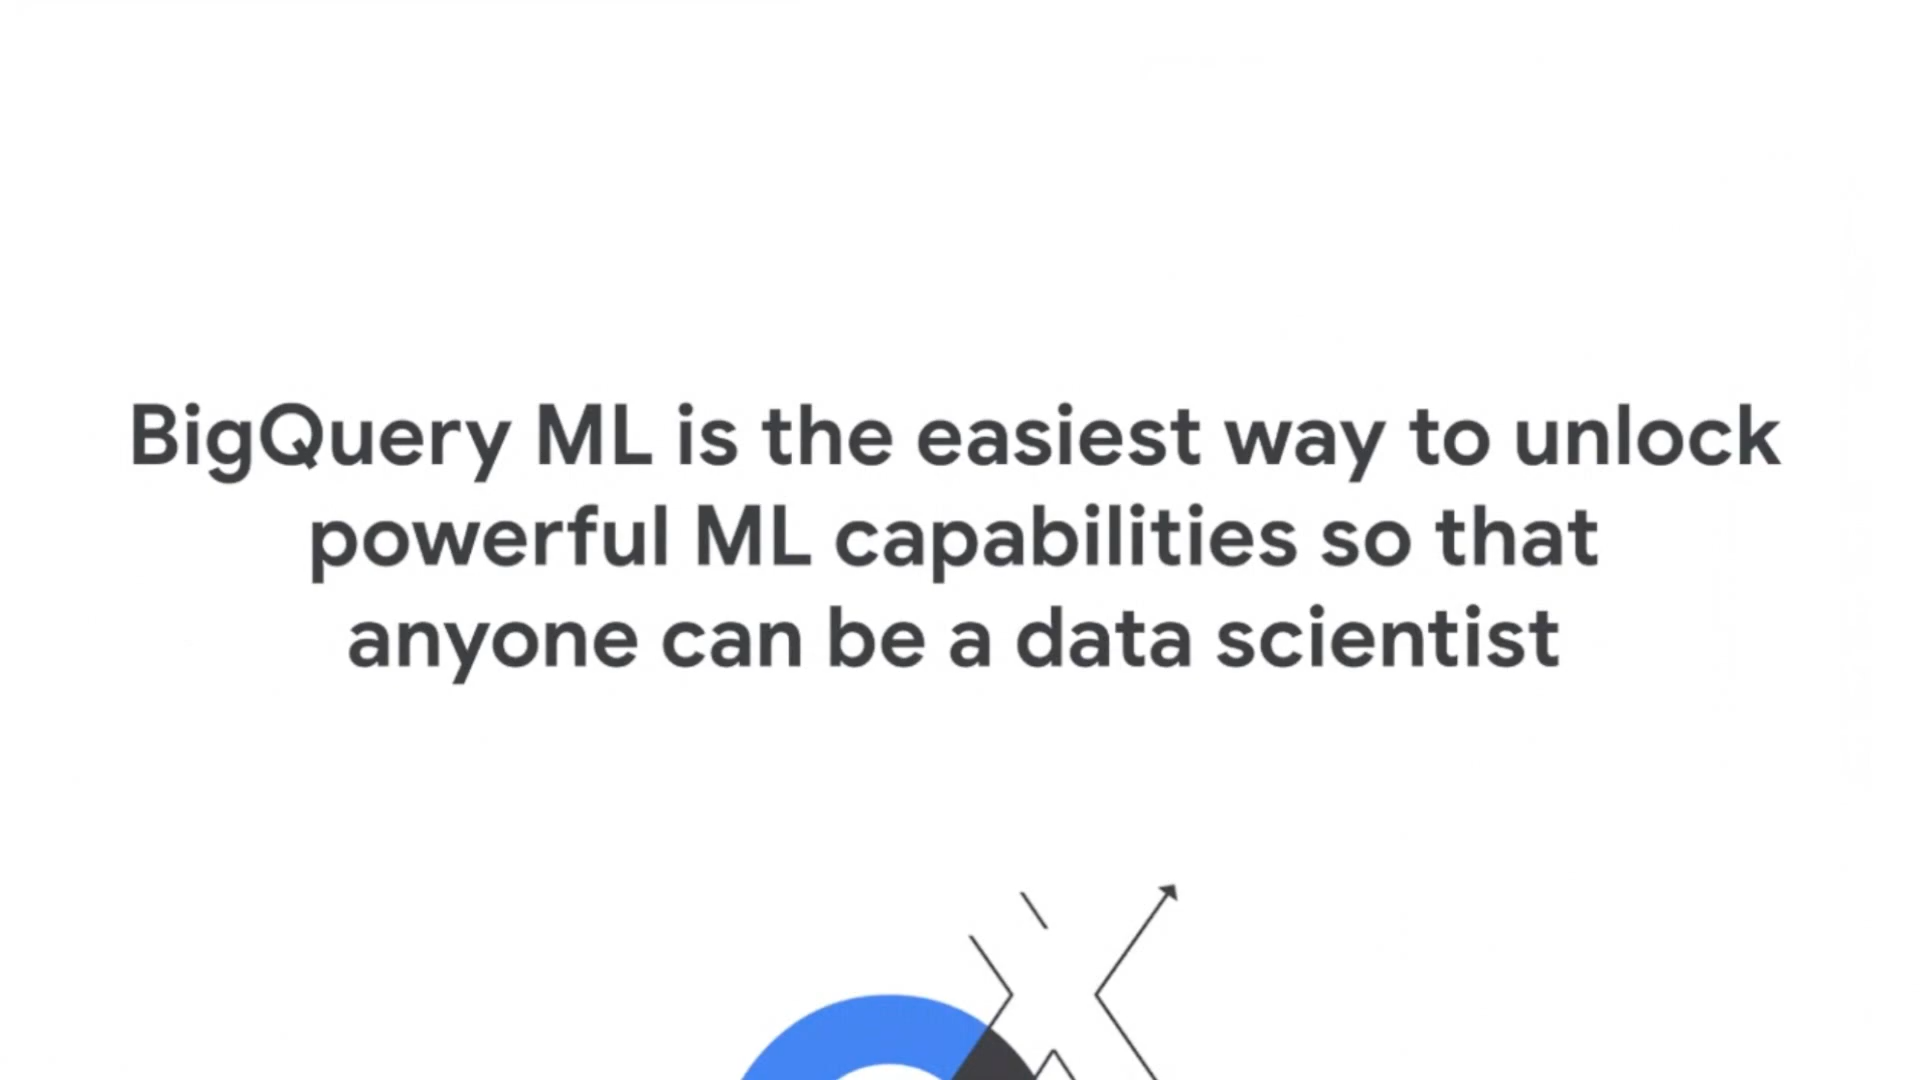 BigQuery ML is the easiest way to unlock
powerful ML capabilities so that
anyone can be a data scientist